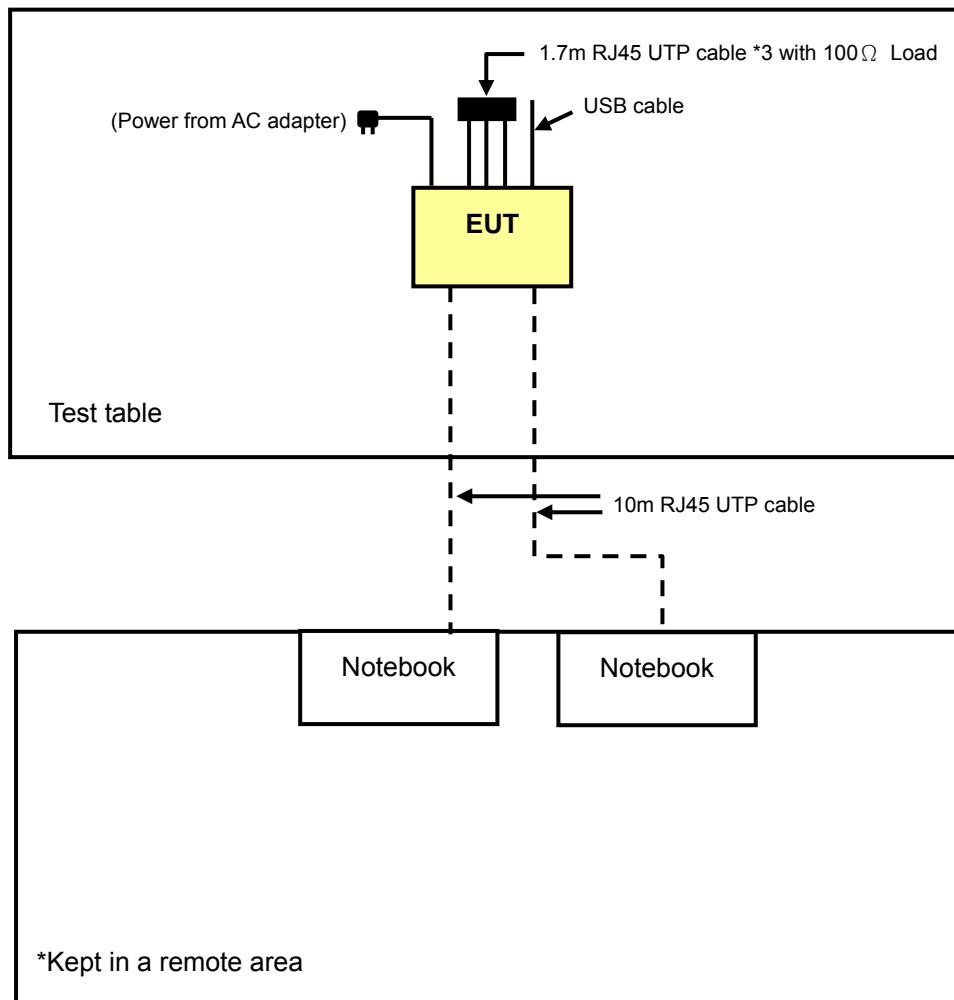 1.7m RJ45 UTP cable *3 with 100Ω Load
USB cable
(Power from AC adapter)
EUT
Test table
10m RJ45 UTP cable
Notebook
Notebook
*Kept in a remote area